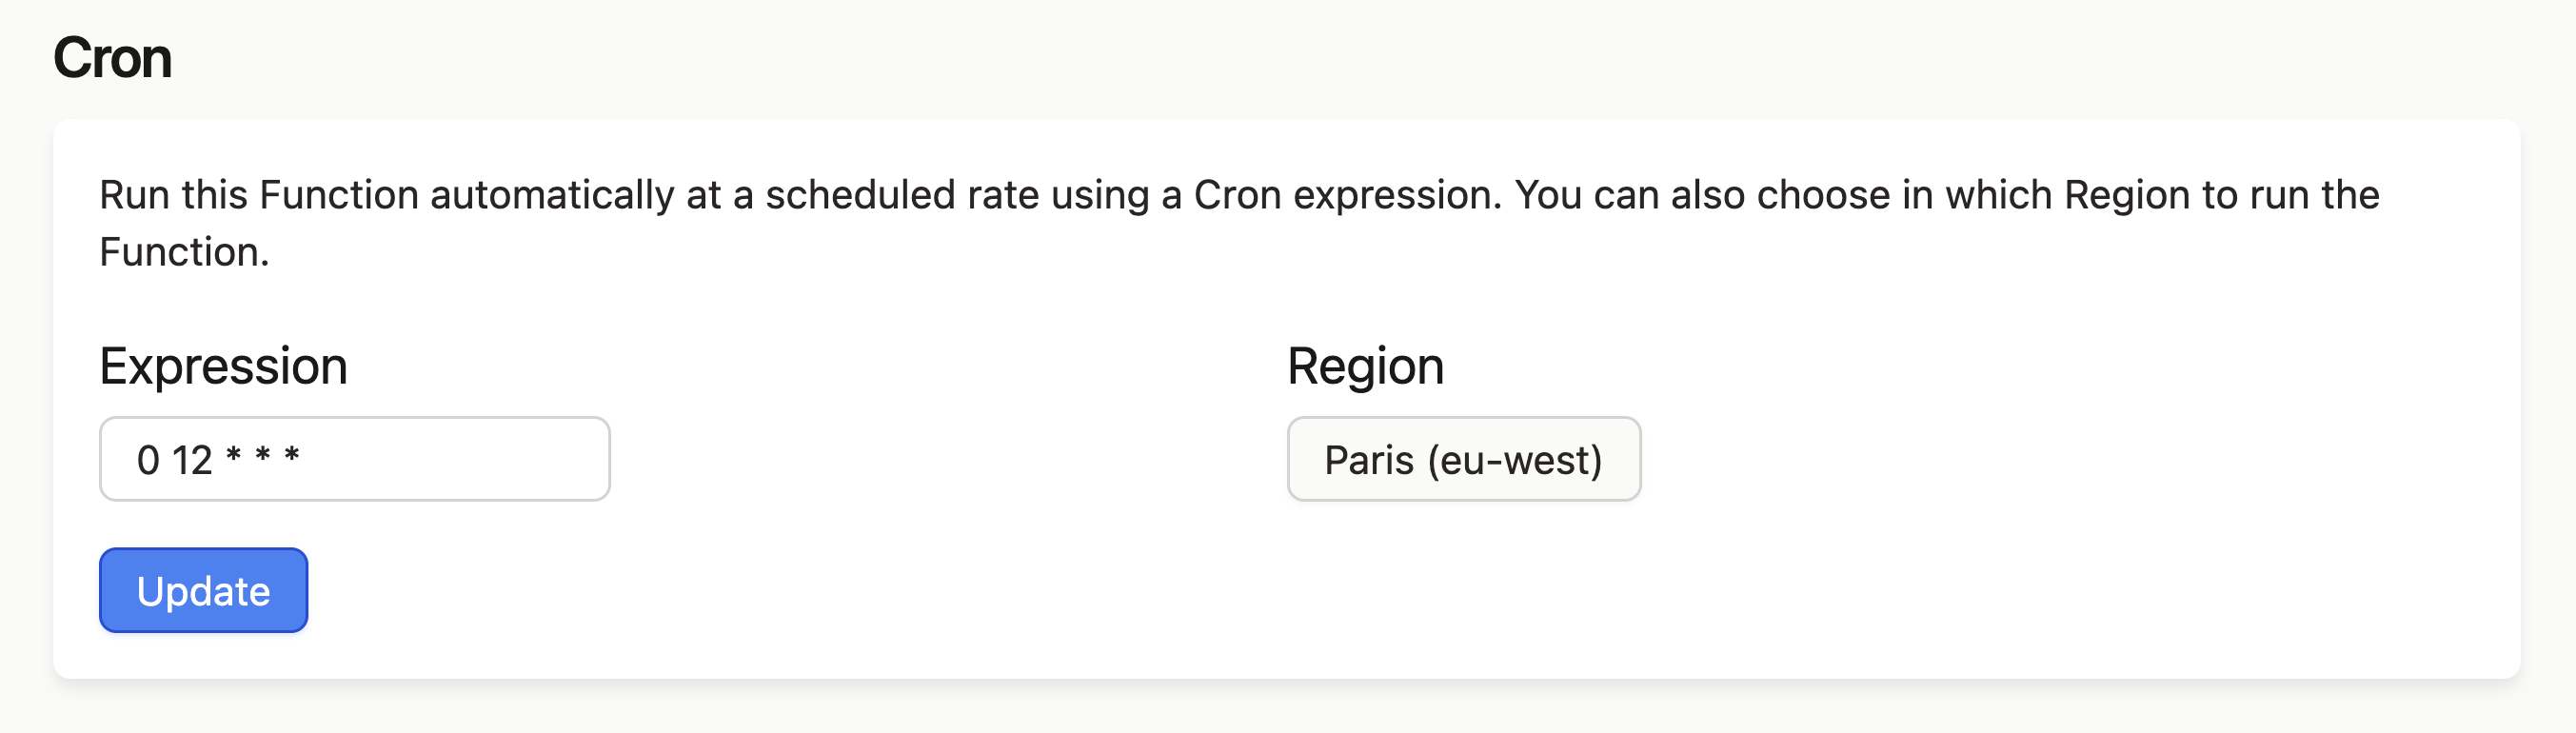 Cron
Run this Function automatically at a scheduled rate using a Cron expression. You can also choose in which Region to run the
Function.
Expression
Region
0 12 * * *
Paris (eu-west)
Update